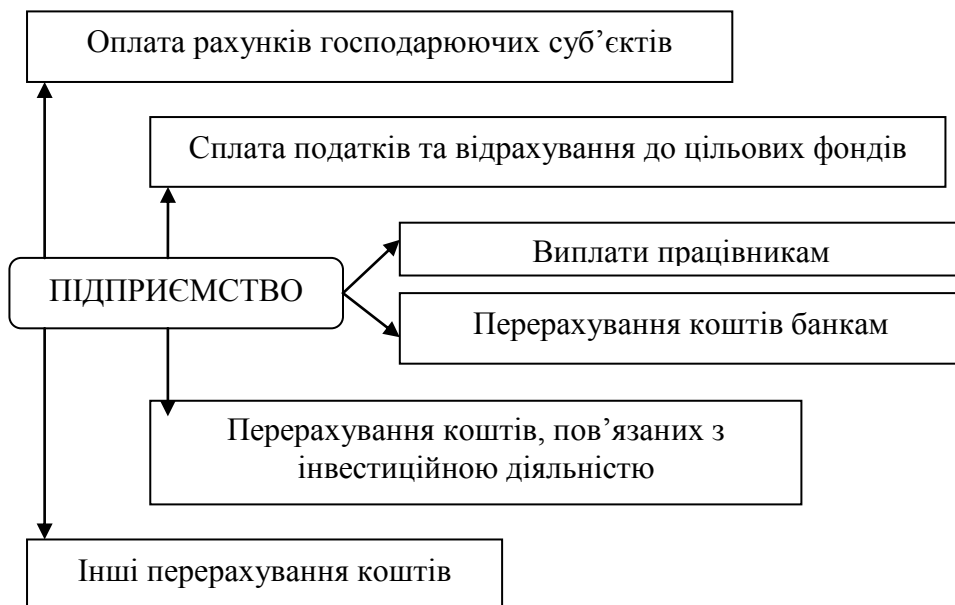 Оплата рахунків господарюючих суб’єктів
Сплата податків та відрахування до цільових фондів
Виплати працівникам
ПІДПРИЄМСТВО
Перерахування коштів банкам
Перерахування коштів, пов’язаних з
інвестиційною діяльністю
Інші перерахування коштів